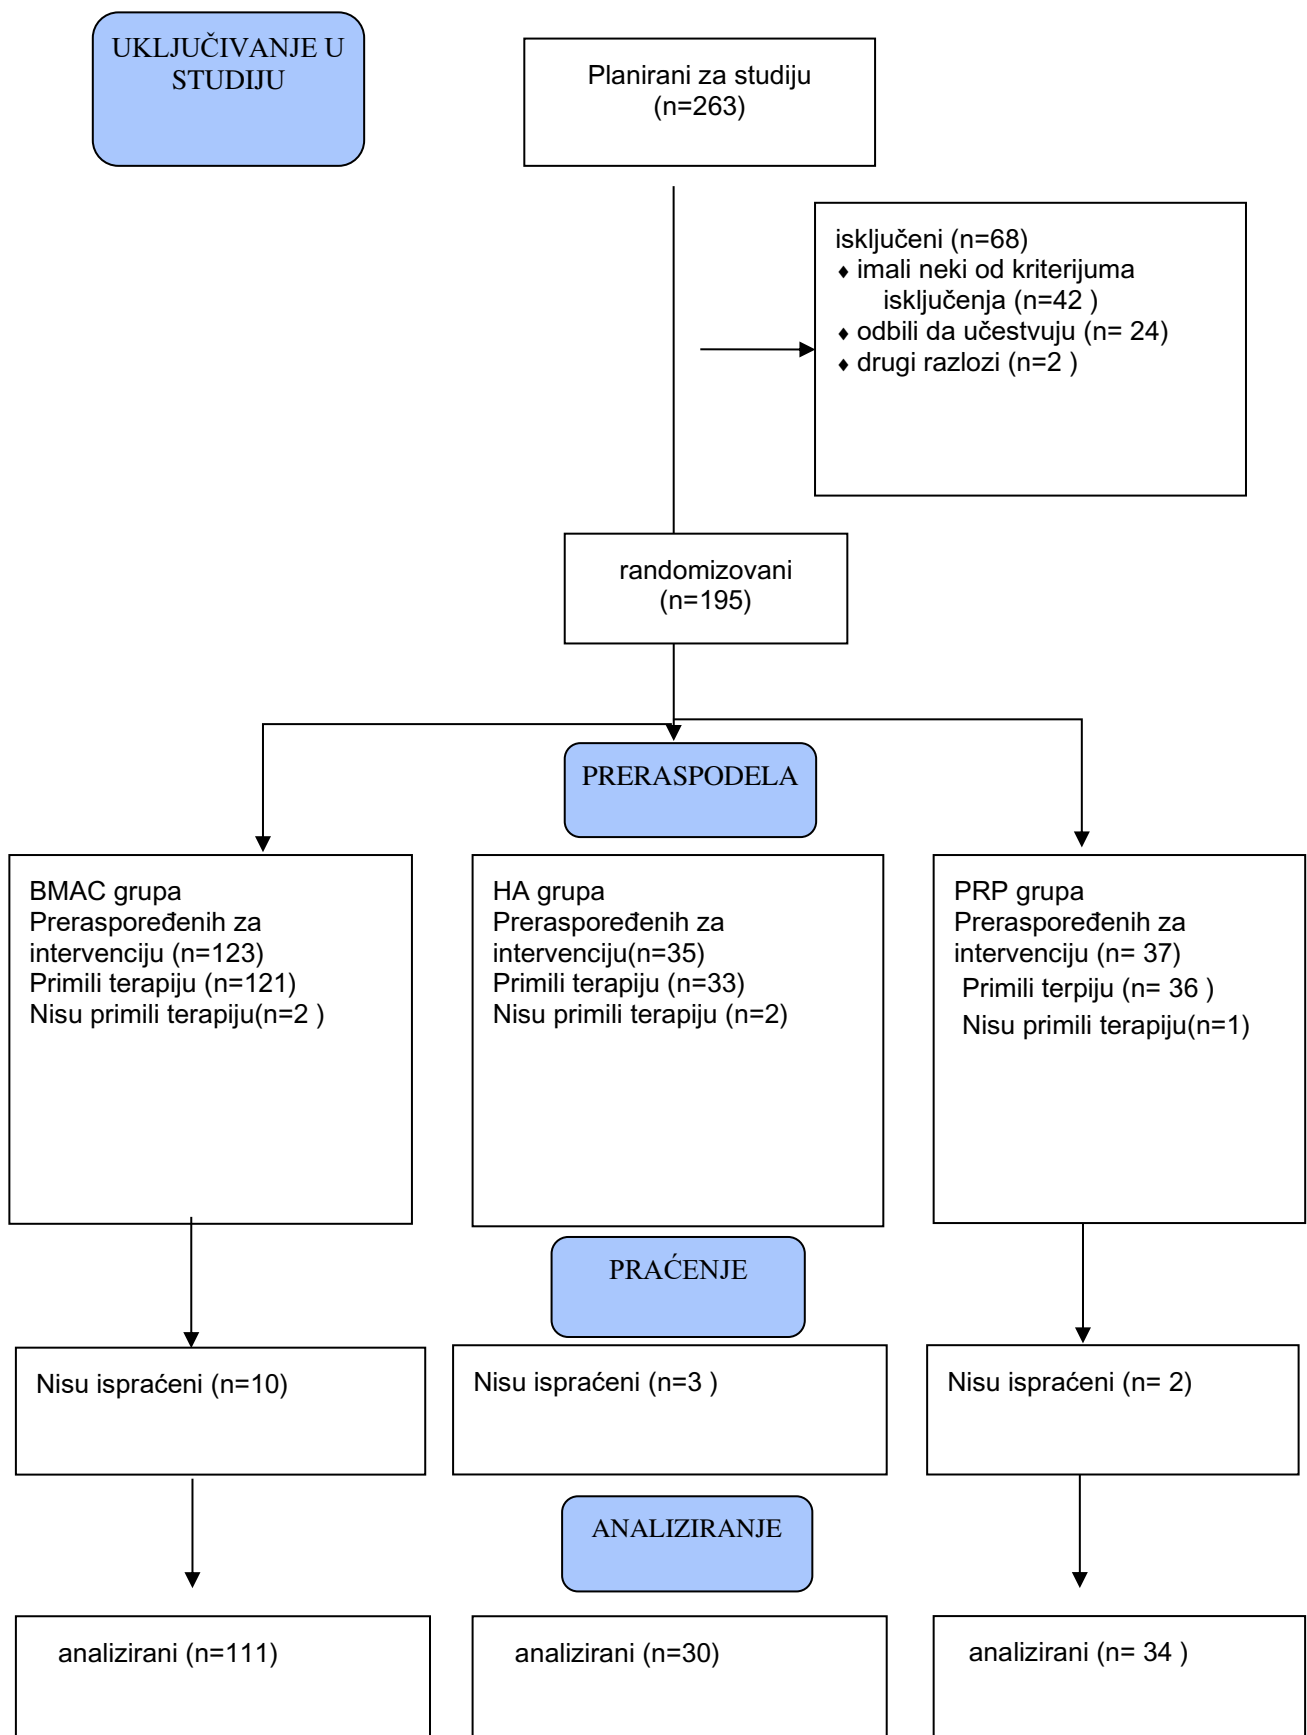 UKLJUČIVANJE U
STUDIJU
Planirani za studiju
(n=263)
isključeni (n=68)
♦ imali neki od kriterijuma
isključenja (n=42 )
♦ odbili da učestvuju (n= 24)
♦ drugi razlozi (n=2 )
randomizovani
(n=195)
PRERASPODELA
BMAC grupa
Preraspoređenih za
intervenciju (n=123)
Primili terapiju (n=121)
Nisu primili terapiju(n=2 )
HA grupa
Preraspoređenih za
intervenciju(n=35)
Primili terapiju (n=33)
Nisu primili terapiju (n=2)
PRP grupa
Preraspoređenih za
intervenciju (n= 37)
Primili terpiju (n= 36 )
Nisu primili terapiju(n=1)
PRAĆENJE
Nisu ispraćeni (n=10)
Nisu ispraćeni (n=3 )
Nisu ispraćeni (n= 2)
ANALIZIRANJE
analizirani (n=111)
analizirani (n=30)
analizirani (n= 34 )